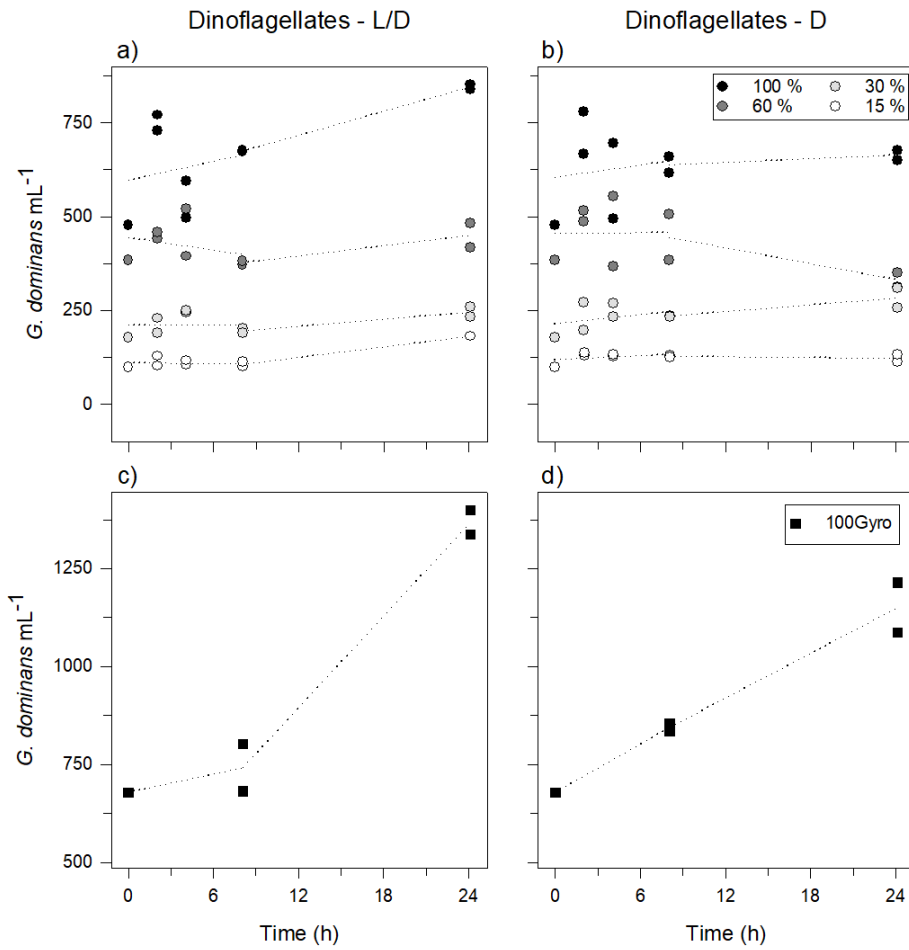 Dinoflagellates - L/D
Dinoflagellates - D
a)
b)
100 %
30 %
60 %
15 %
750
500
250
0
G. dominans mL-1
c)
d)
100Gyro
1250
1000
750
500
G. dominans mL-1
0 6 12 18 24
0 6 12 18 24
Time (h)
Time (h)